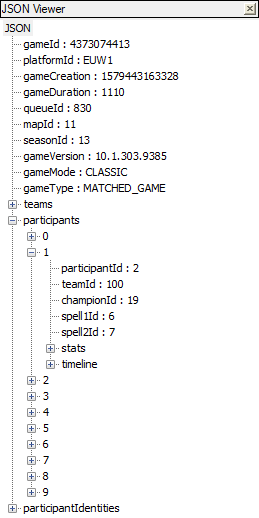 JSON Viewer
JSON
gameId : 4373074413
platformId : EUW1
gameCreation : 1579443163328
gameDuration : 1110
queueId : 830
mapId : 11
seasonId : 13
gameVersion : 10.1.303.9385
gameMode : CLASSIC
gameType : MATCHED_GAME
teams
participants
0
1
participantId : 2
teamId : 100
championId : 19
spell1Id : 6
spell2Id : 7
stats
timeline
2
3
4
5
6
7
8
9
participantIdentities